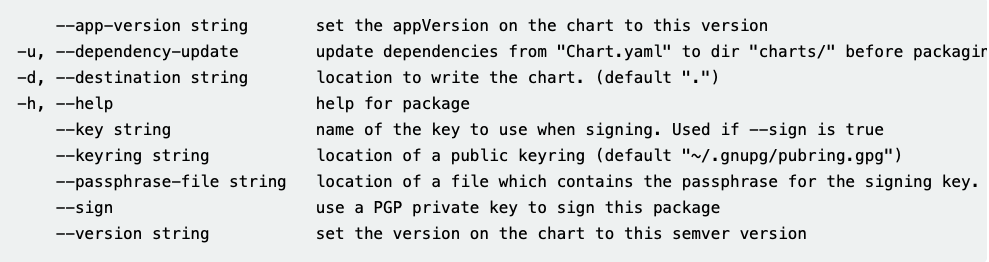 --app-version string       set the appVersion on the chart to this version
-u, --dependency-update        update dependencies from "Chart.yaml" to dir "charts/" before packagin
-d, --destination string       location to write the chart. (default ".")
-h, --help                     help for package
--key string               name of the key to use when signing. Used if --sign is true
--keyring string           location of a public keyring (default "~/.gnupg/pubring.gpg")
--passphrase-file string   location of a file which contains the passphrase for the signing key.
--sign                     use a PGP private key to sign this package
--version string           set the version on the chart to this semver version